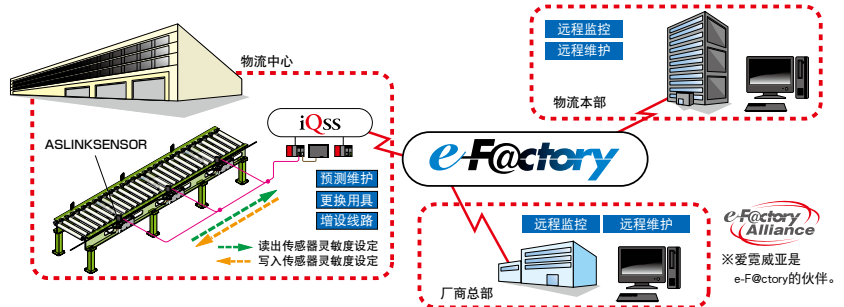 物流中心
ASLINKSENSOR
iQss
预测维护
更换用具
增设线路
读出传感器灵敏度设定
写入传感器灵敏度设定
e-F@ctory
远程监控
远程维护
物流本部
远程监控 远程维护
厂商总部
e-F@ctory
Alliance
※爱霓威亚是
e-F@ctory的伙伴。